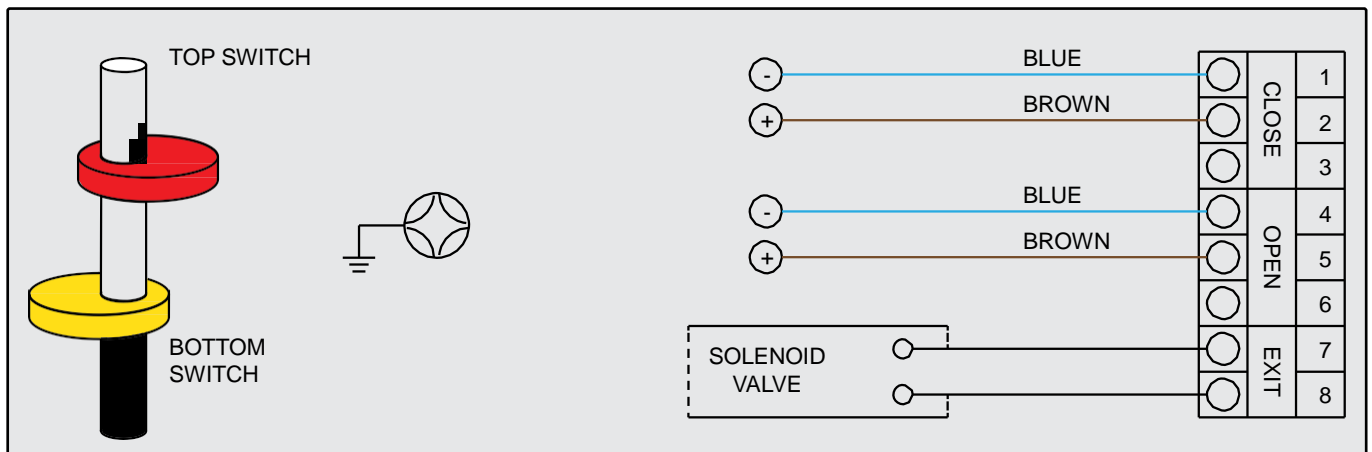 TOP SWITCH
BOTTOM
SWITCH
- BLUE
+ BROWN
- BLUE
+ BROWN
SOLENOID
VALVE
CLOSE
1
2
3
OPEN
4
5
6
EXIT
7
8